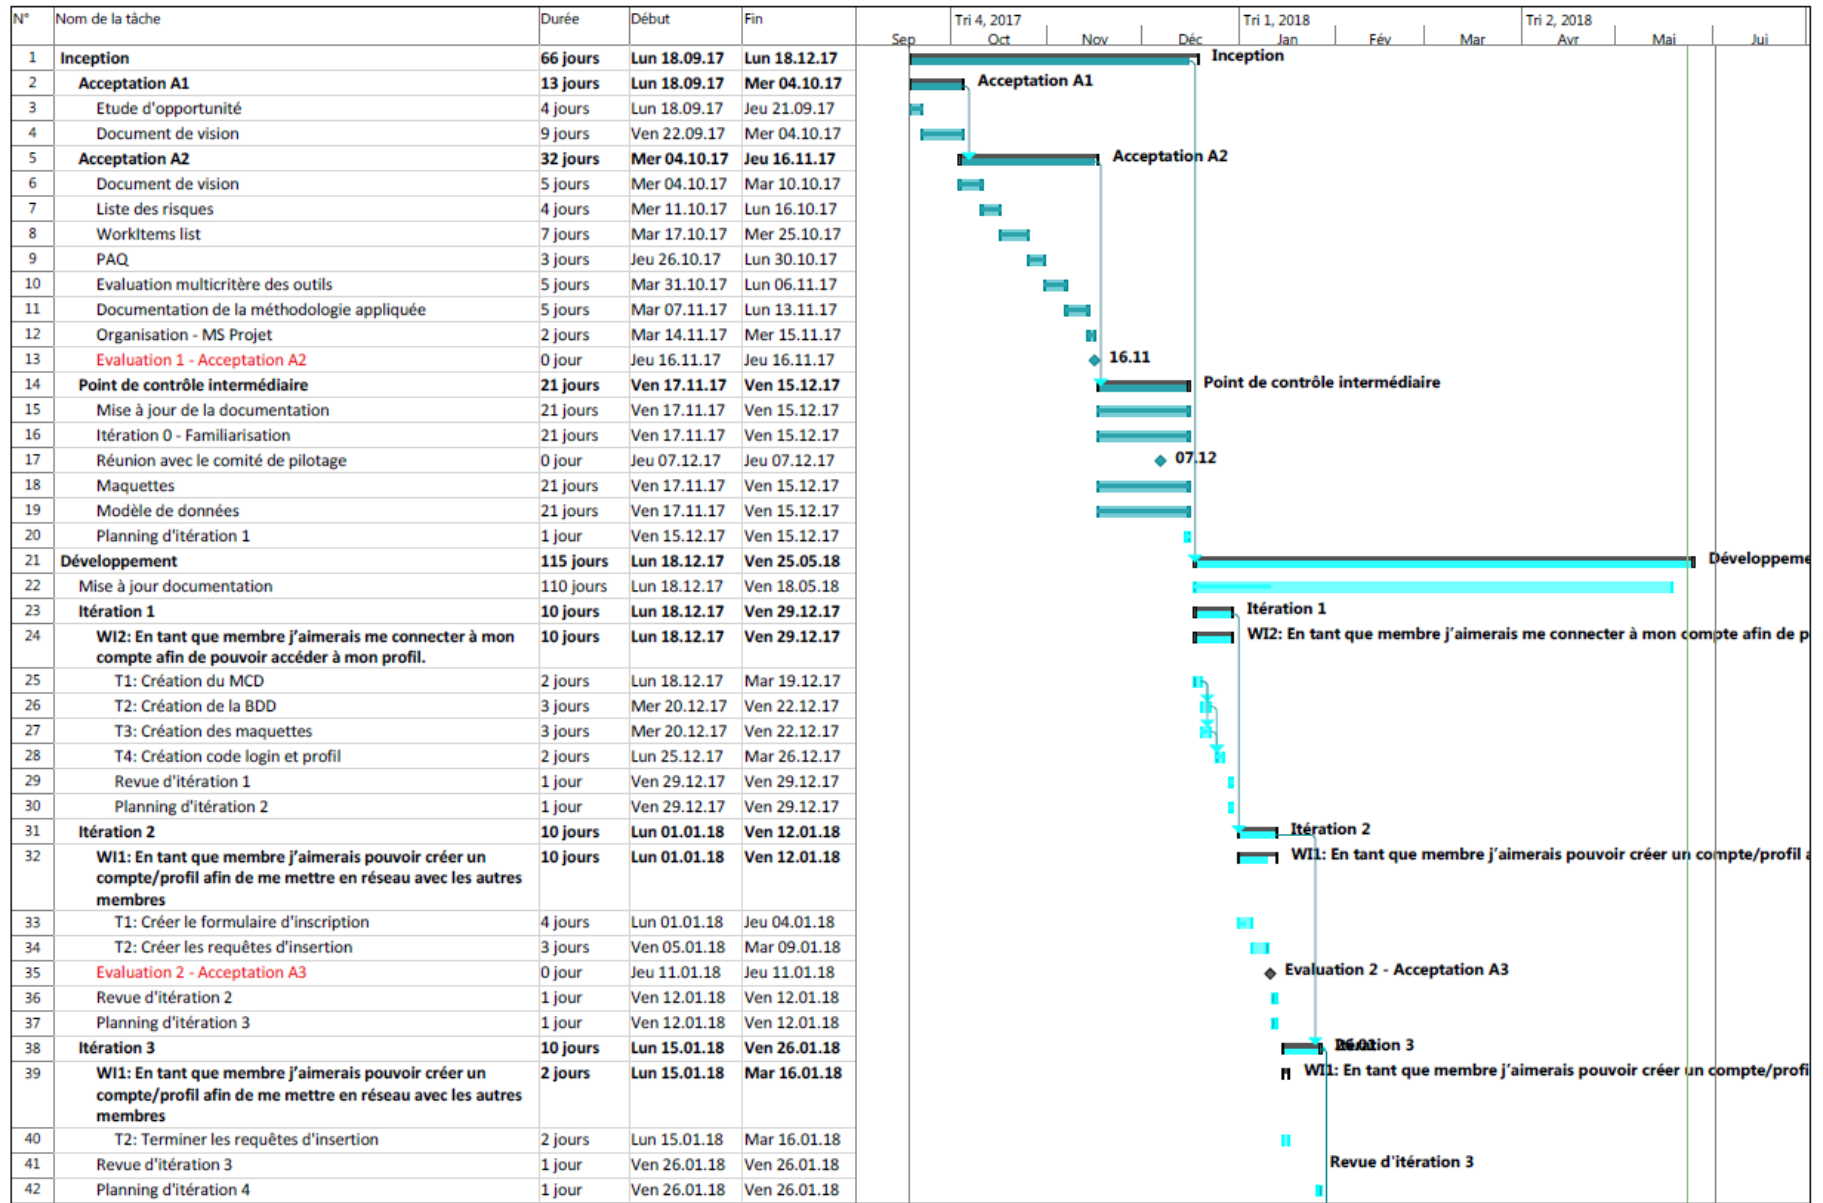 N° Nom de la tâche Durée Début Fin Tri 4, 2017 Tri 1, 2018 Tri 2, 2018
Sep Oct Nov Déc Jan Fév Mar Avr Mai Jui
1 Inception 66 jours Lun 18.09.17 Lun 18.12.17 Inception
2 Acceptation A1 13 jours Lun 18.09.17 Mer 04.10.17 Acceptation A1
3 Etude d'opportunité 4 jours Lun 18.09.17 Jeu 21.09.17
4 Document de vision 9 jours Ven 22.09.17 Mer 04.10.17
5 Acceptation A2 32 jours Mer 04.10.17 Jeu 16.11.17 Acceptation A2
6 Document de vision 5 jours Mer 04.10.17 Mar 10.10.17
7 Liste des risques 4 jours Mer 11.10.17 Lun 16.10.17
8 WorkItems list 7 jours Mar 17.10.17 Mer 25.10.17
9 PAQ 3 jours Jeu 26.10.17 Lun 30.10.17
10 Evaluation multicritère des outils 5 jours Mar 31.10.17 Lun 06.11.17
11 Documentation de la méthodologie appliquée 5 jours Mar 07.11.17 Lun 13.11.17
12 Organisation - MS Projet 2 jours Mar 14.11.17 Mer 15.11.17
13 Evaluation 1 - Acceptation A2 0 jour Jeu 16.11.17 Jeu 16.11.17 16.11
14 Point de contrôle intermédiaire 21 jours Ven 17.11.17 Ven 15.12.17 Point de contrôle intermédiaire
15 Mise à jour de la documentation 21 jours Ven 17.11.17 Ven 15.12.17
16 Itération 0 - Familiarisation 21 jours Ven 17.11.17 Ven 15.12.17
17 Réunion avec le comité de pilotage 0 jour Jeu 07.12.17 Jeu 07.12.17 07.12
18 Maquettes 21 jours Ven 17.11.17 Ven 15.12.17
19 Modèle de données 21 jours Ven 17.11.17 Ven 15.12.17
20 Planning d'itération 1 1 jour Ven 15.12.17 Ven 15.12.17
21 Développement 115 jours Lun 18.12.17 Ven 25.05.18 Développeme
22 Mise à jour documentation 110 jours Lun 18.12.17 Ven 18.05.18
23 Itération 1 10 jours Lun 18.12.17 Ven 29.12.17 Itération 1
24 WI2: En tant que membre j'aimerais me connecter à mon 10 jours Lun 18.12.17 Ven 29.12.17 WI2: En tant que membre j'aimerais me connecter à mon compte afin de p
compte afin de pouvoir accéder à mon profil.
25 T1: Création du MCD 2 jours Lun 18.12.17 Mar 19.12.17
26 T2: Création de la BDD 3 jours Mer 20.12.17 Ven 22.12.17
27 T3: Création des maquettes 3 jours Mer 20.12.17 Ven 22.12.17
28 T4: Création code login et profil 2 jours Lun 25.12.17 Mar 26.12.17
29 Revue d'itération 1 1 jour Ven 29.12.17 Ven 29.12.17
30 Planning d'itération 2 1 jour Ven 29.12.17 Ven 29.12.17
31 Itération 2 10 jours Lun 01.01.18 Ven 12.01.18 Itération 2
32 WI1: En tant que membre j'aimerais pouvoir créer un 10 jours Lun 01.01.18 Ven 12.01.18 WI1: En tant que membre j'aimerais pouvoir créer un compte/profil a
compte/profil afin de me mettre en réseau avec les autres
membres
33 T1: Créer le formulaire d'inscription 4 jours Lun 01.01.18 Jeu 04.01.18
34 T2: Créer les requêtes d'insertion 3 jours Ven 05.01.18 Mar 09.01.18
35 Evaluation 2 - Acceptation A3 0 jour Jeu 11.01.18 Jeu 11.01.18 Evaluation 2 - Acceptation A3
36 Revue d'itération 2 1 jour Ven 12.01.18 Ven 12.01.18
37 Planning d'itération 3 1 jour Ven 12.01.18 Ven 12.01.18
38 Itération 3 10 jours Lun 15.01.18 Ven 26.01.18 Itération 3
39 WI1: En tant que membre j'aimerais pouvoir créer un 2 jours Lun 15.01.18 Mar 16.01.18 WI1: En tant que membre j'aimerais pouvoir créer un compte/profi
compte/profil afin de me mettre en réseau avec les autres
membres
40 T2: Terminer les requêtes d'insertion 2 jours Lun 15.01.18 Mar 16.01.18
41 Revue d'itération 3 1 jour Ven 26.01.18 Ven 26.01.18 Revue d'itération 3
42 Planning d'itération 4 1 jour Ven 26.01.18 Ven 26.01.18